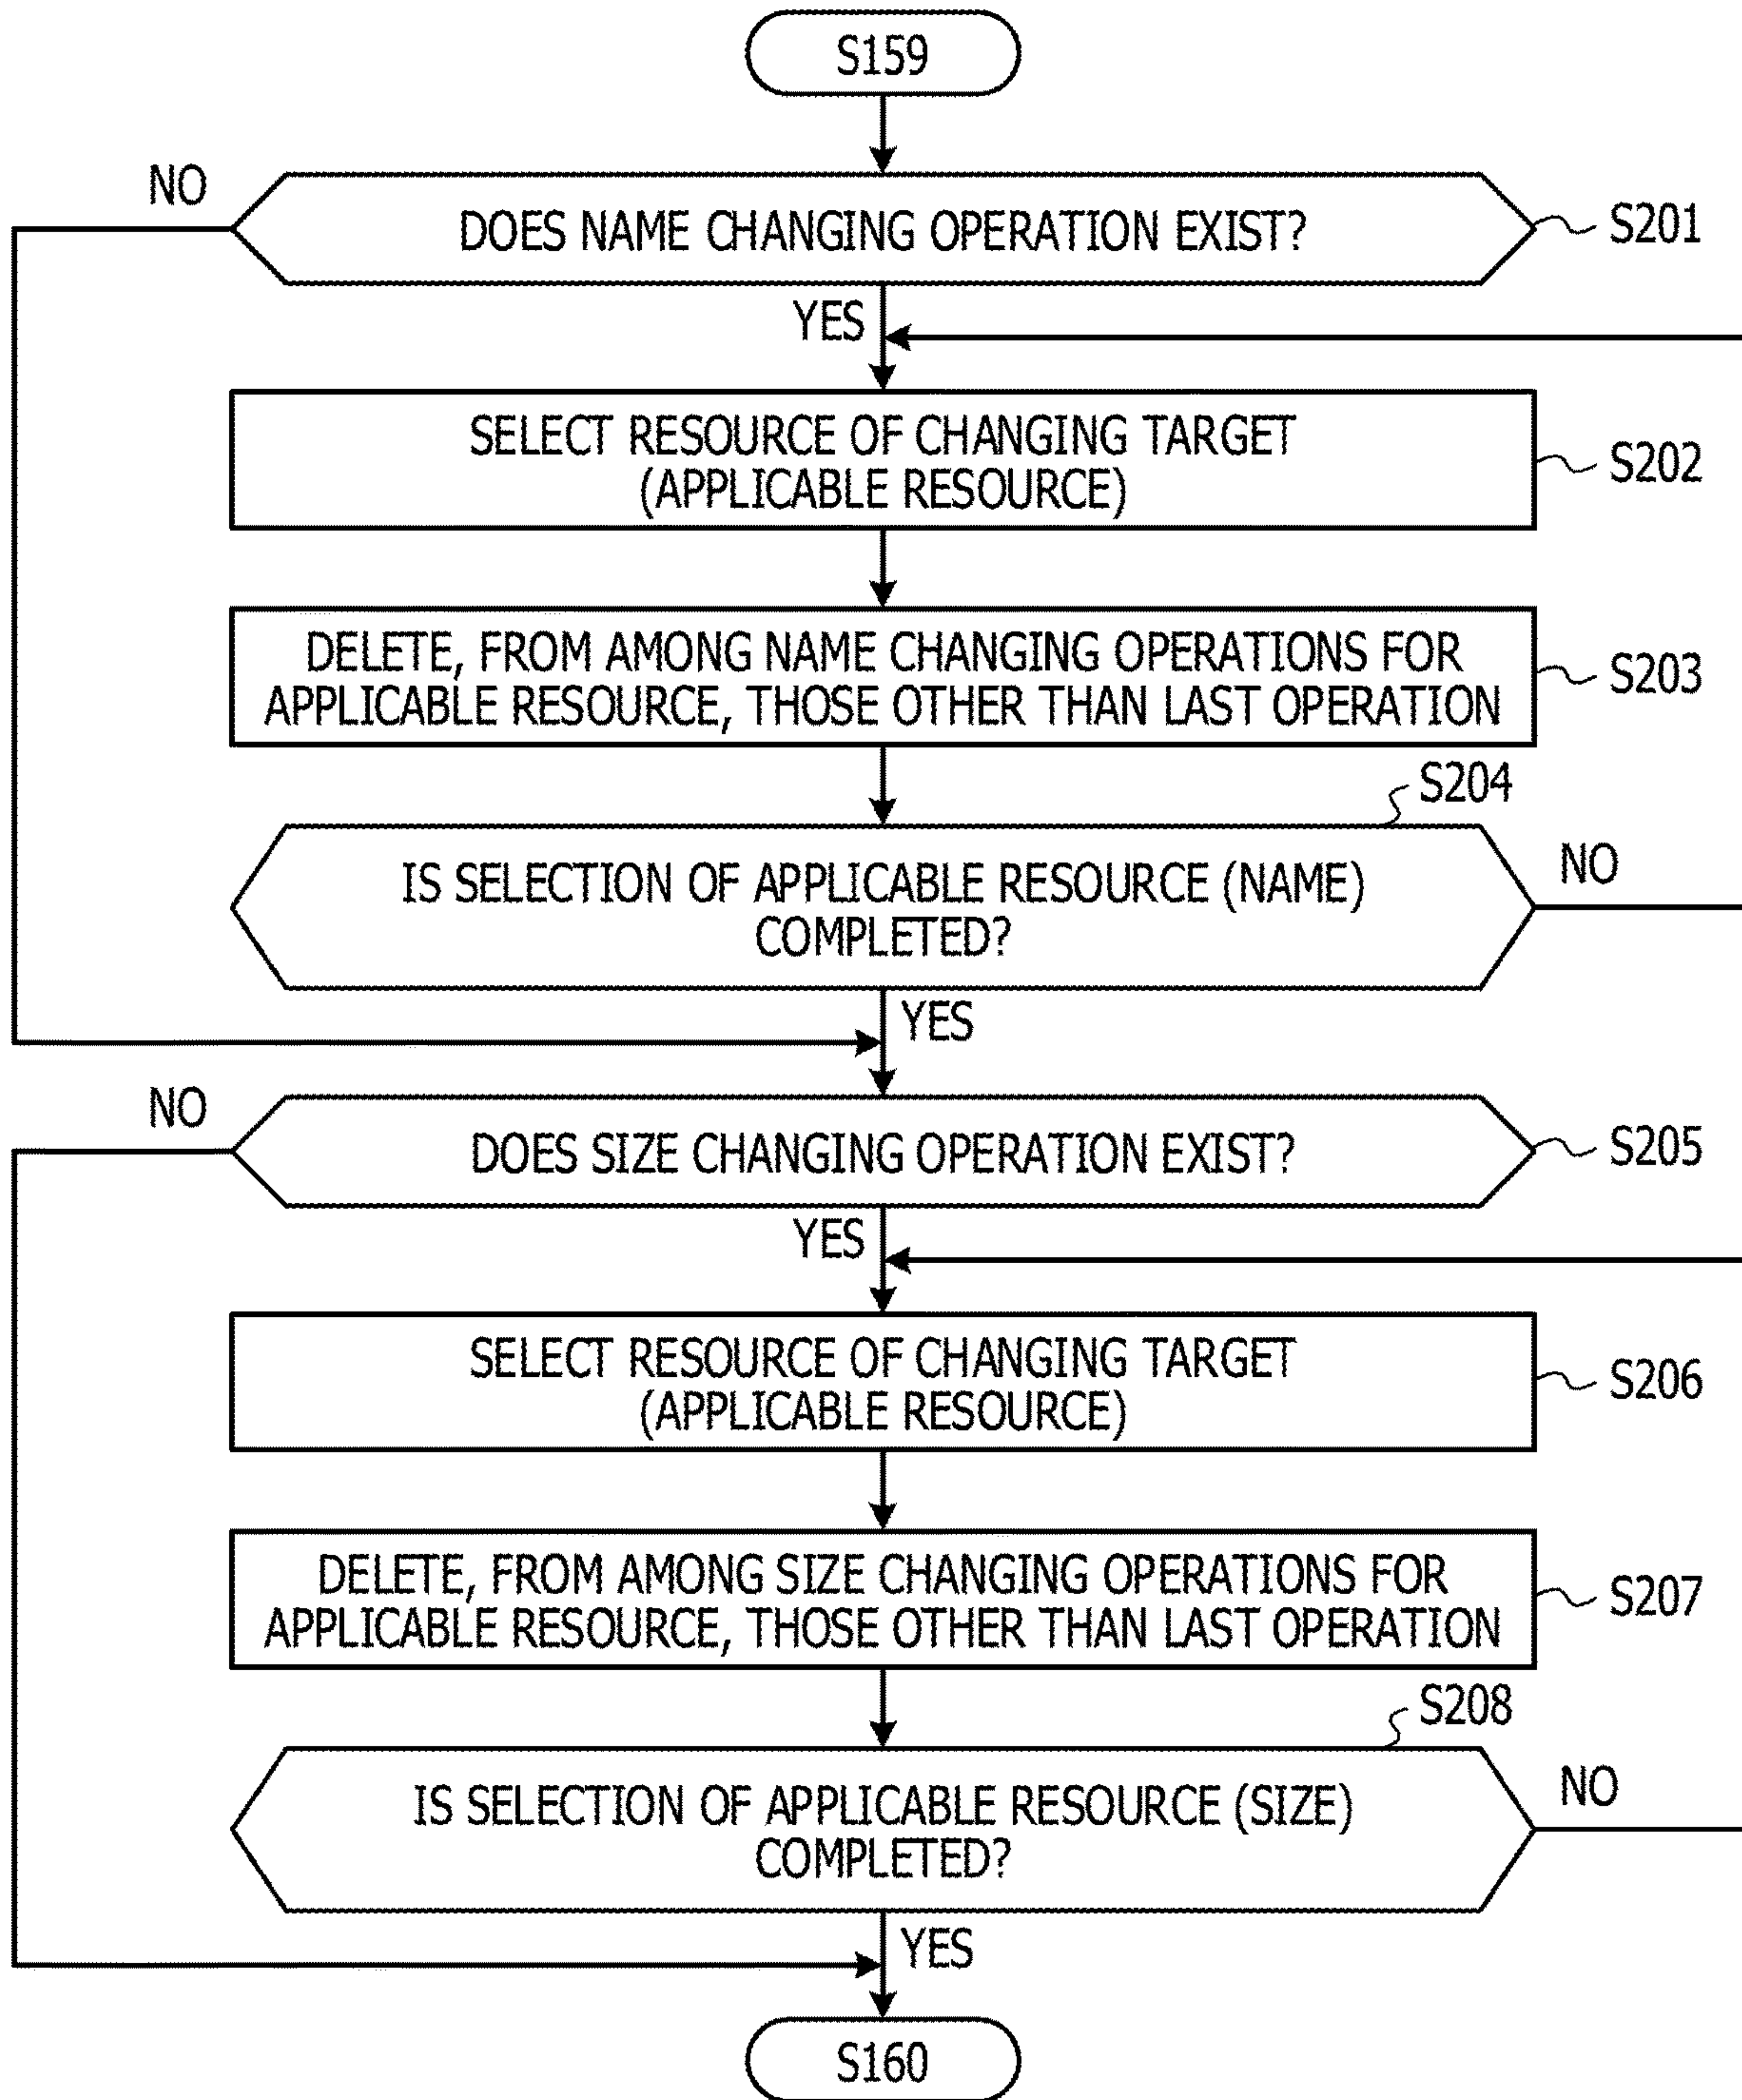 S159
NO
DOES NAME CHANGING OPERATION EXIST?
S201
YES
SELECT RESOURCE OF CHANGING TARGET
(APPLICABLE RESOURCE)
S202
DELETE, FROM AMONG NAME CHANGING OPERATIONS FOR
APPLICABLE RESOURCE, THOSE OTHER THAN LAST OPERATION
S203
S204
IS SELECTION OF APPLICABLE RESOURCE (NAME)
COMPLETED?
NO
YES
NO
DOES SIZE CHANGING OPERATION EXIST?
S205
YES
SELECT RESOURCE OF CHANGING TARGET
(APPLICABLE RESOURCE)
S206
DELETE, FROM AMONG SIZE CHANGING OPERATIONS FOR
APPLICABLE RESOURCE, THOSE OTHER THAN LAST OPERATION
S207
S208
IS SELECTION OF APPLICABLE RESOURCE (SIZE)
COMPLETED?
NO
YES
S160